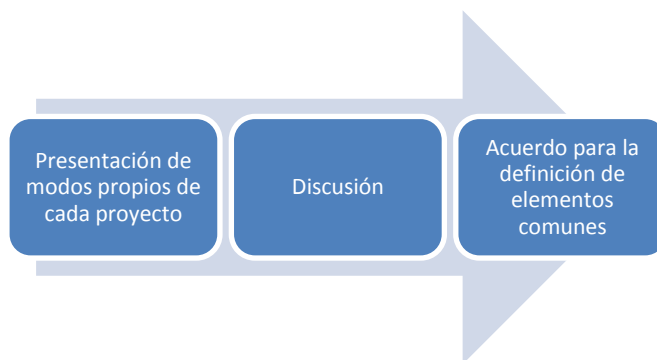 Presentación de
modos propios de
cada proyecto
Discusión
Acuerdo para la
definición de
elementos
comunes